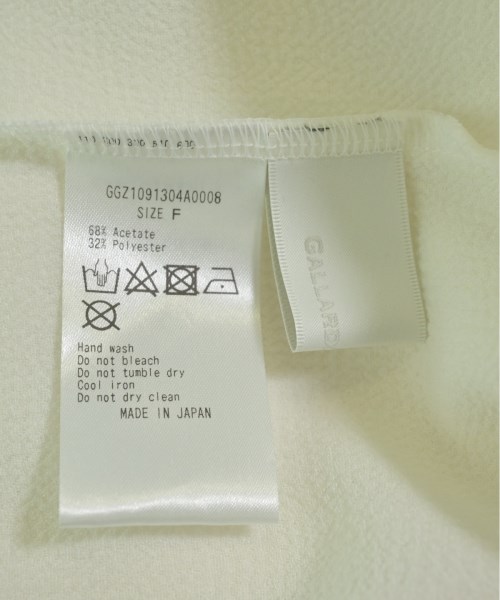 GGZ1091304A0008
SIZE F
68% Acetate
32% Polyester
Hand wash
Do not bleach
Do not tumble dry
Cool iron
Do not dry clean
MADE IN JAPAN